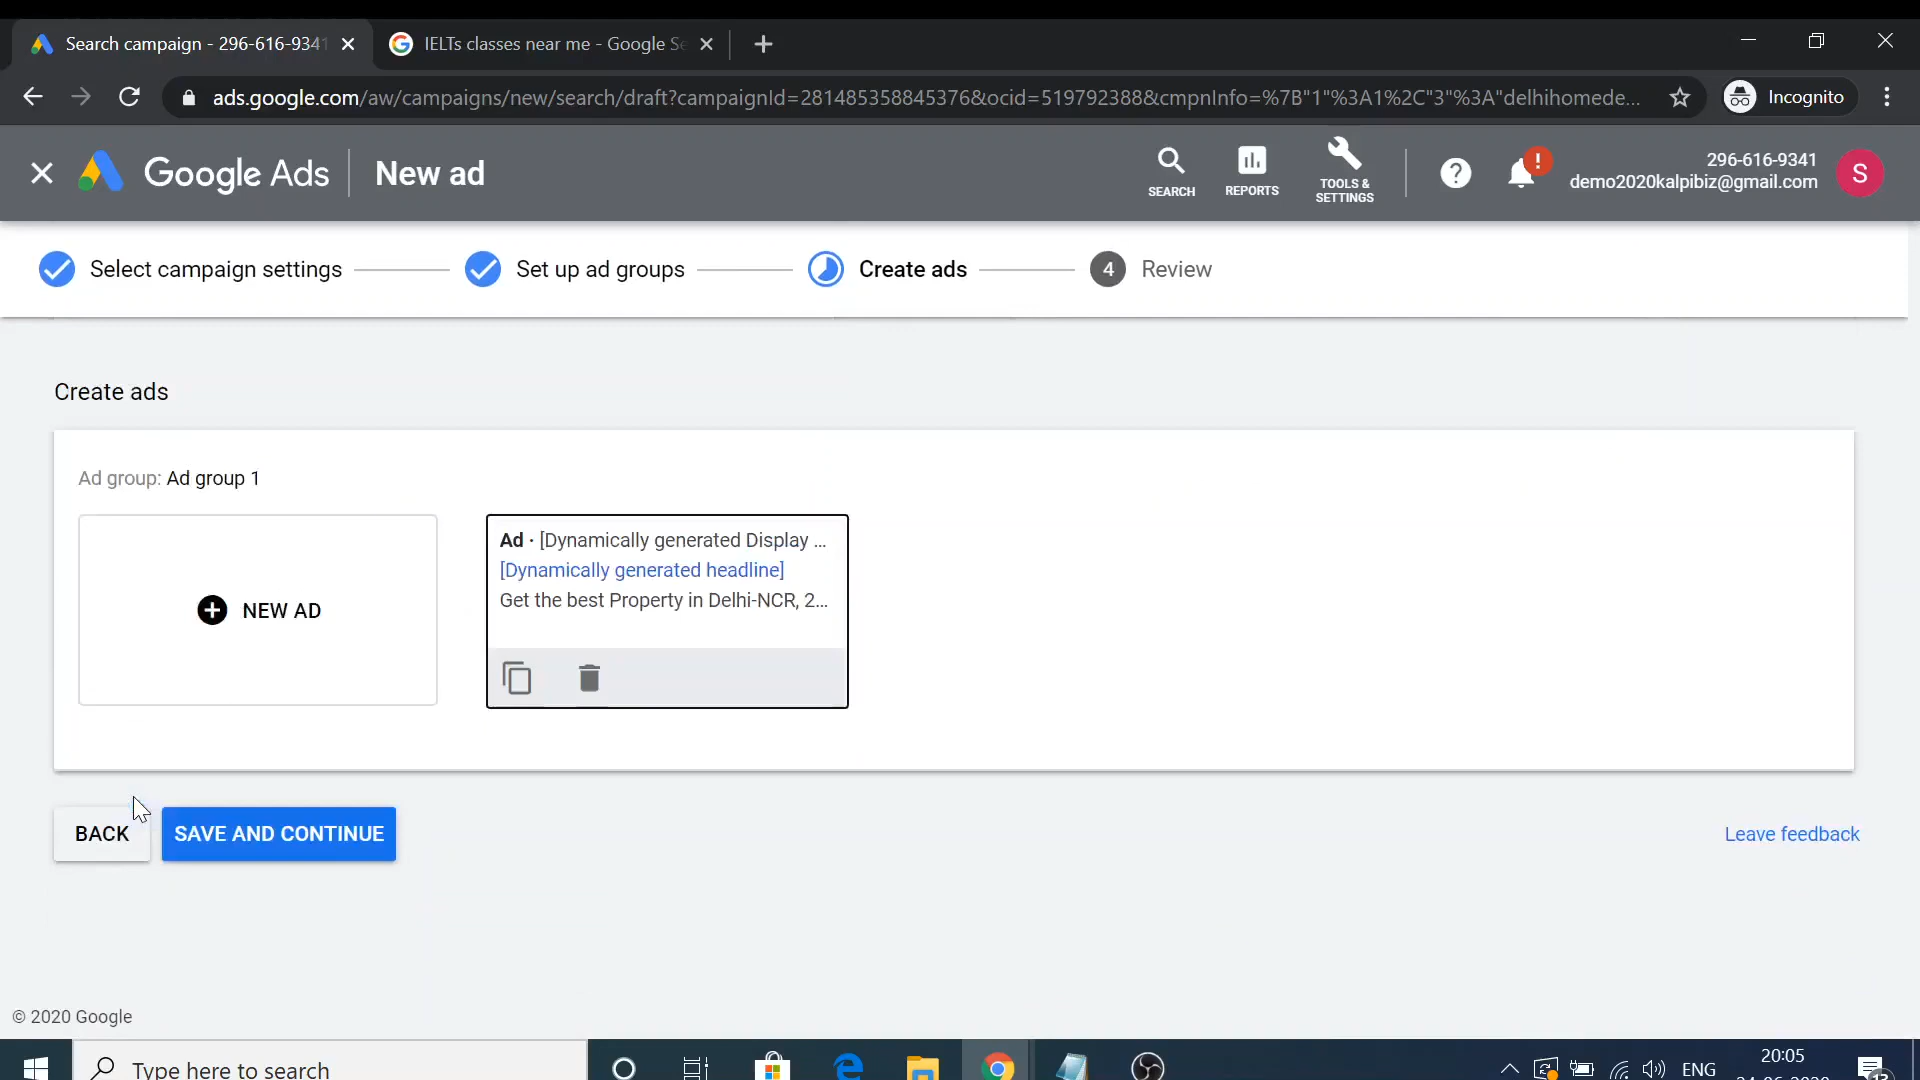 Search campaign - 296-616-9341
IELTs classes near me - Google Se
ads.google.com/aw/campaigns/new/search/draft?campaignId=281485358845376&ocid=519792388&cmpnInfo=%7B"1"%3A1%2C"3"%3A"delhihomede...
Incognito
Google Ads
New ad
SEARCH
REPORTS
TOOLS &
SETTINGS
?
!
296-616-9341
demo2020kalpibiz@gmail.com
S
Select campaign settings
Set up ad groups
Create ads
4
Review
Create ads
Ad group: Ad group 1
NEW AD
Ad · [Dynamically generated Display ...
[Dynamically generated headline]
Get the best Property in Delhi-NCR, 2...
BACK
SAVE AND CONTINUE
Leave feedback
© 2020 Google
Type here to search
ENG
20:05